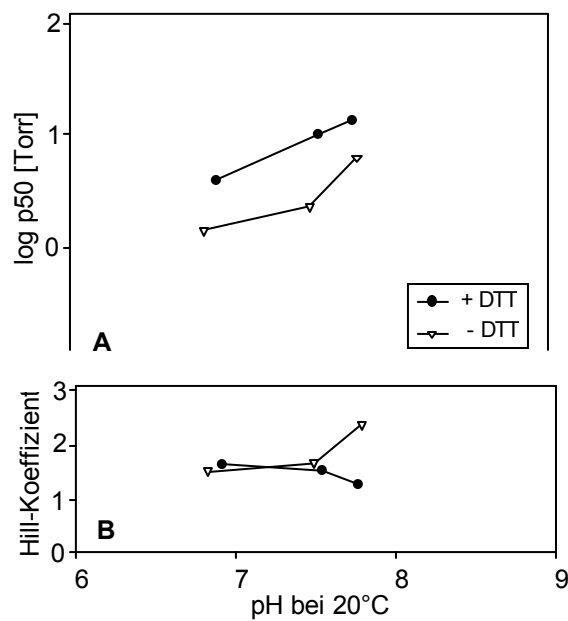 2
1
0
log p50 [Torr]
A
+ DTT
- DTT
3
2
1
0
Hill-Koeffizient
B
6
7
8
9
pH bei 20°C